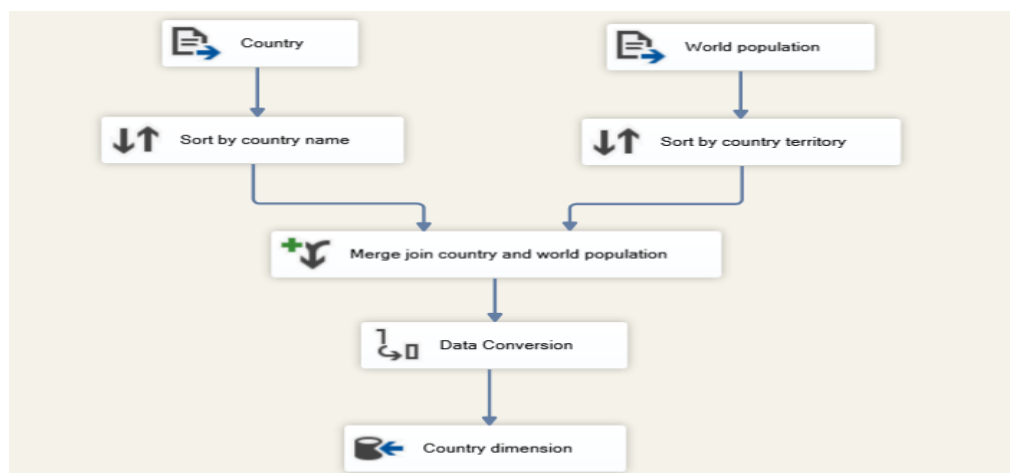 Country
World population
Sort by country name
Sort by country territory
Merge join country and world population
Data Conversion
Country dimension